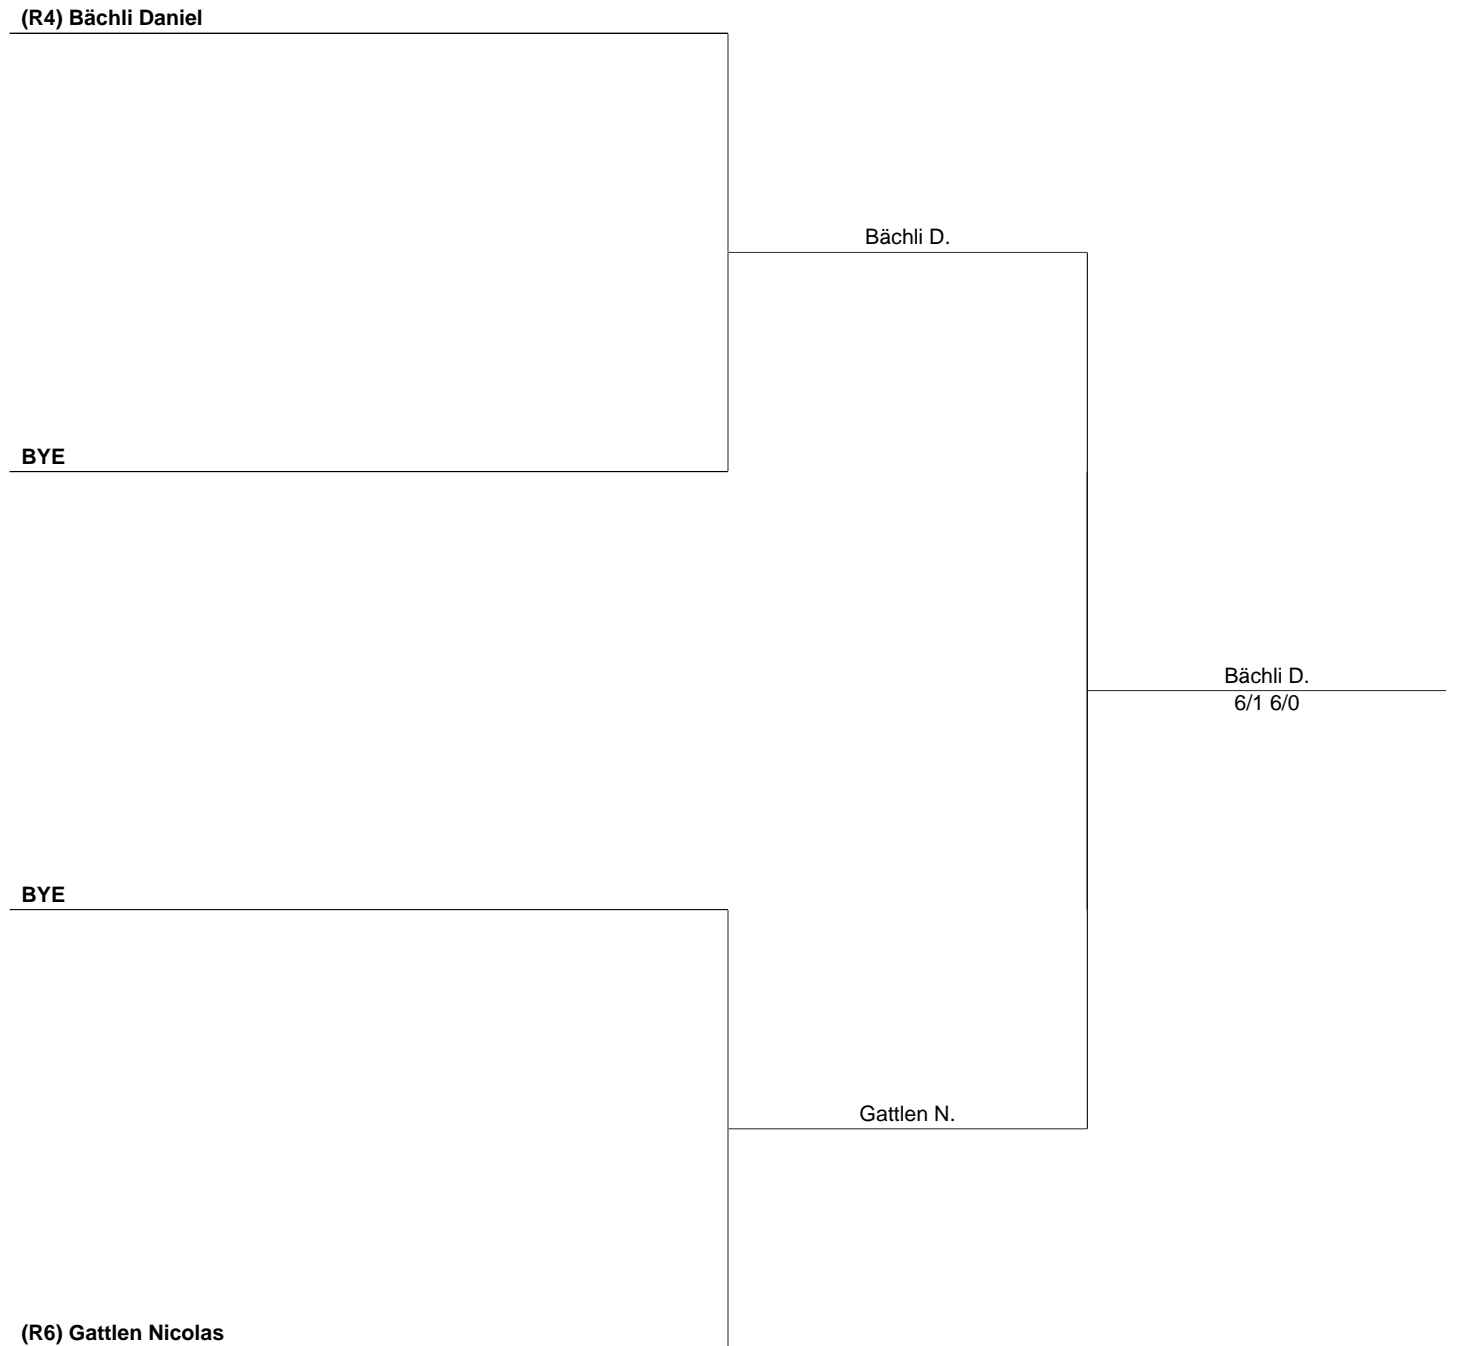 (R4) Bächli Daniel
Bächli D.
BYE
Bächli D.
6/1 6/0
BYE
Gattlen N.
(R6) Gattlen Nicolas